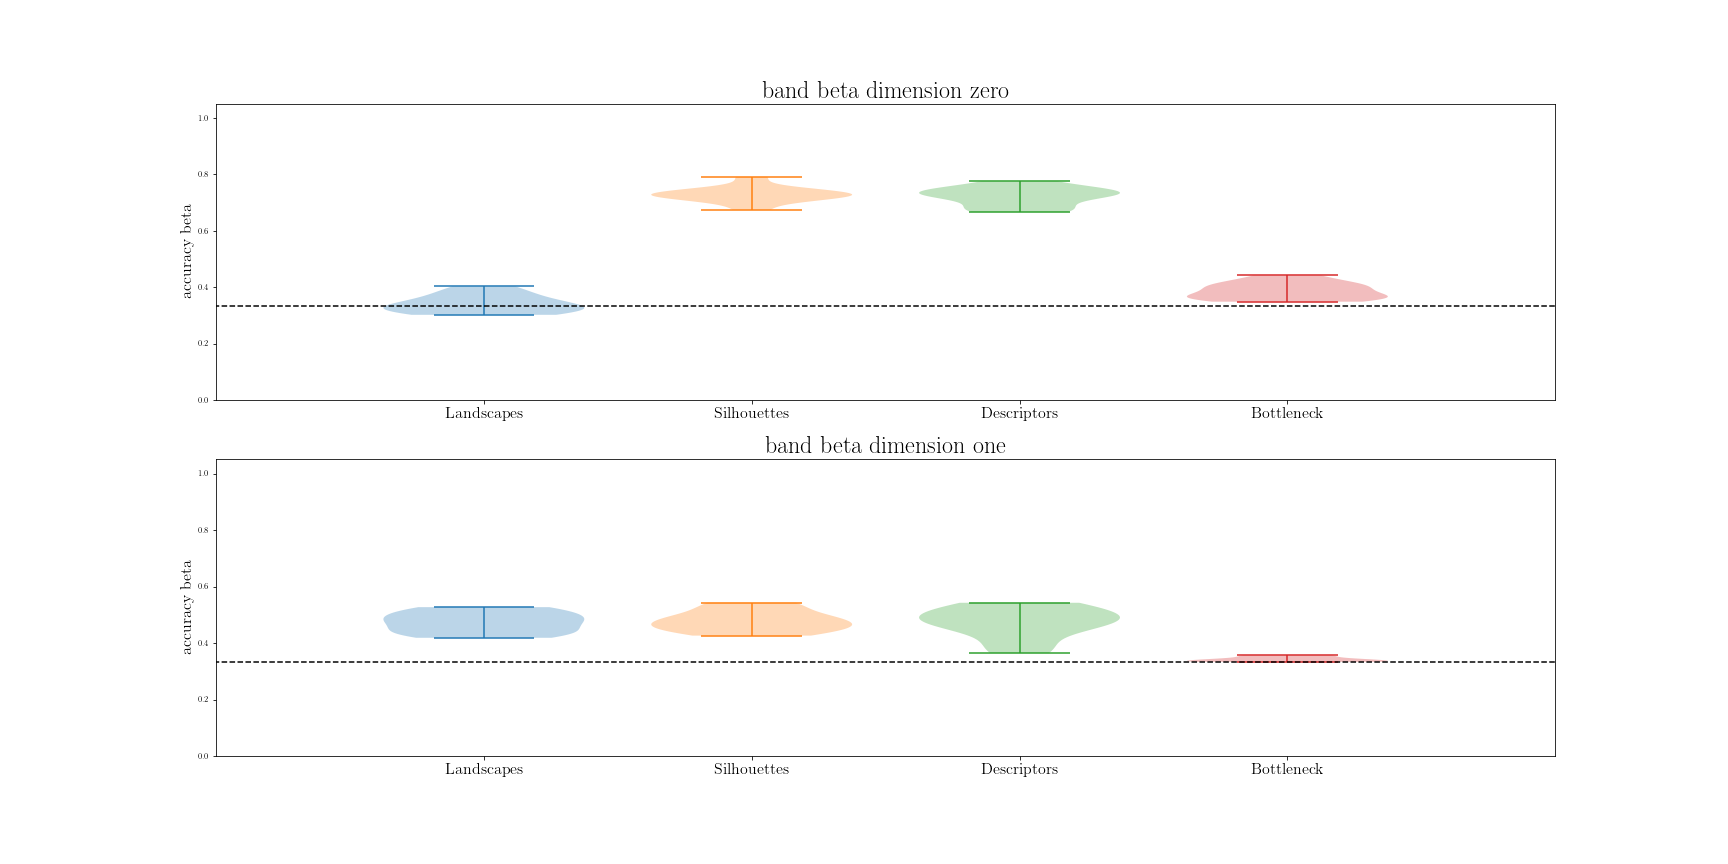 band beta dimension zero
accuracy beta
1.0
0.8
0.6
0.4
0.2
0.0
Landscapes Silhouettes Descriptors Bottleneck
band beta dimension one
accuracy beta
1.0
0.8
0.6
0.4
0.2
0.0
Landscapes Silhouettes Descriptors Bottleneck